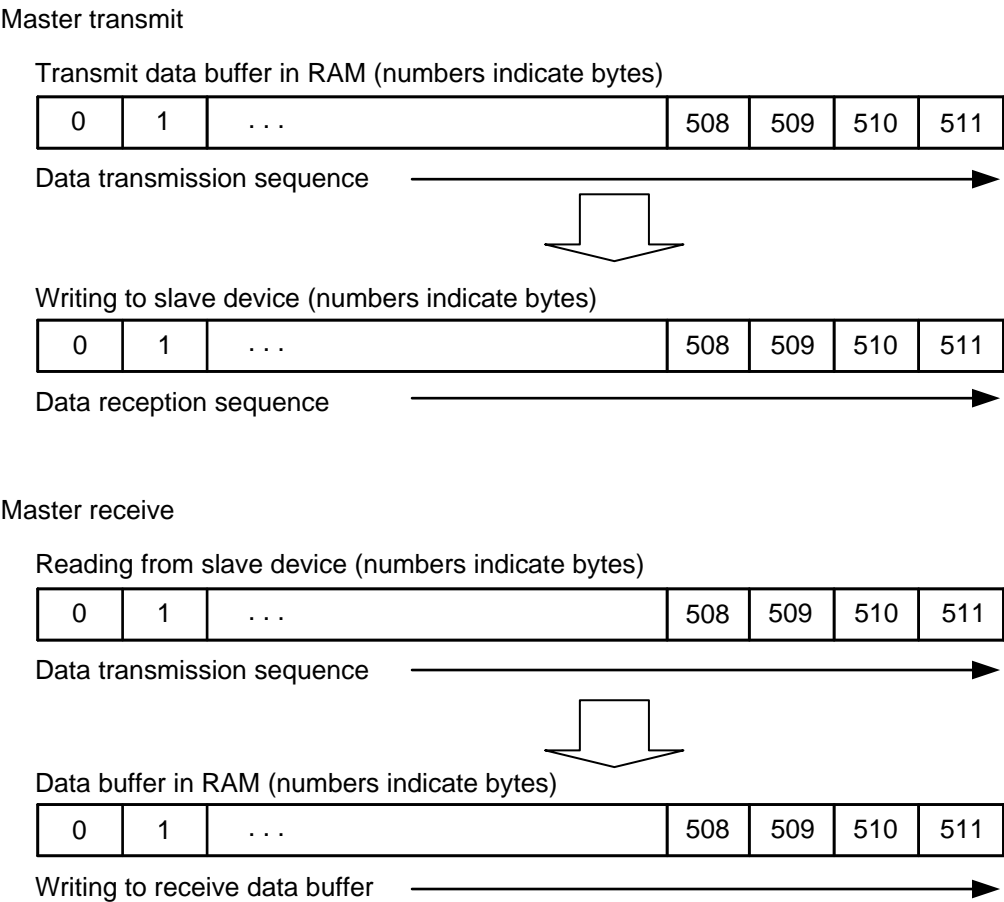 Master transmit
Transmit data buffer in RAM (numbers indicate bytes)
0 1 . . . 508 509 510 511
Data transmission sequence
Writing to slave device (numbers indicate bytes)
0 1 . . . 508 509 510 511
Data reception sequence
Master receive
Reading from slave device (numbers indicate bytes)
0 1 . . . 508 509 510 511
Data transmission sequence
Data buffer in RAM (numbers indicate bytes)
0 1 . . . 508 509 510 511
Writing to receive data buffer